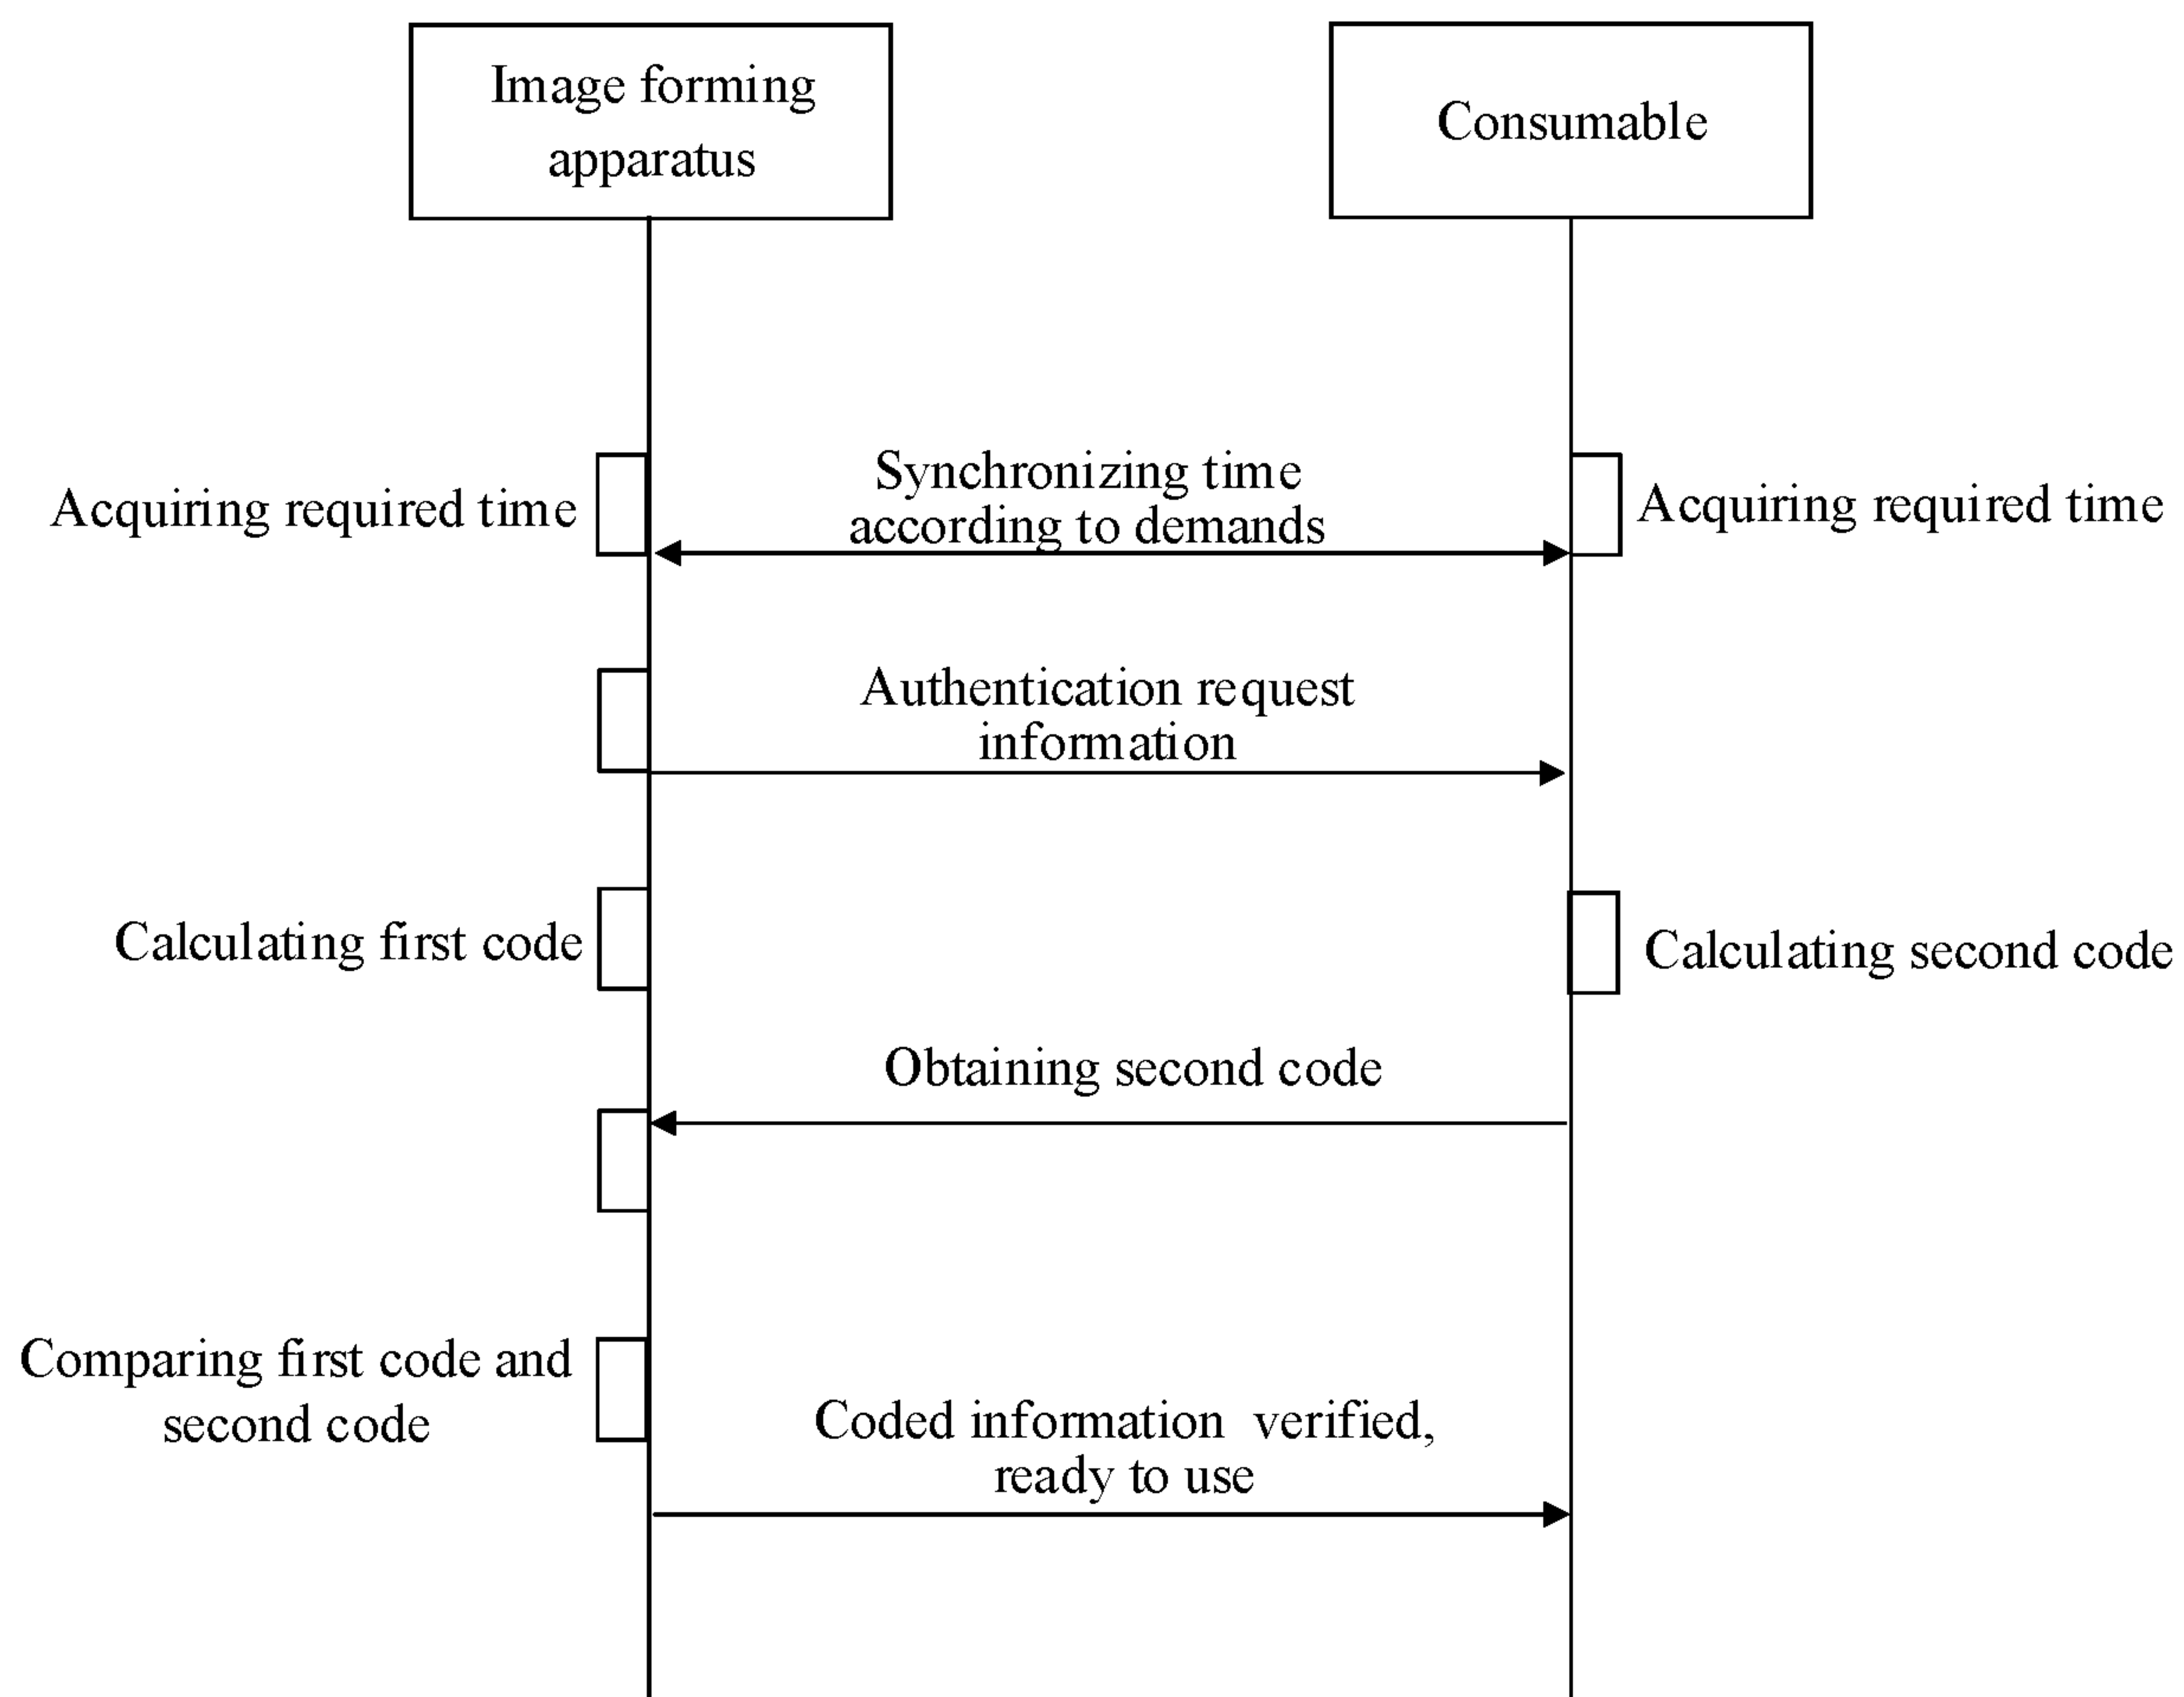 Image forming
apparatus
Consumable
Synchronizing time
according to demands
Acquiring required time
Acquiring required time
Authentication request
information
Calculating first code
Calculating second code
Obtaining second code
Comparing first code and
second code
Coded information verified,
ready to use